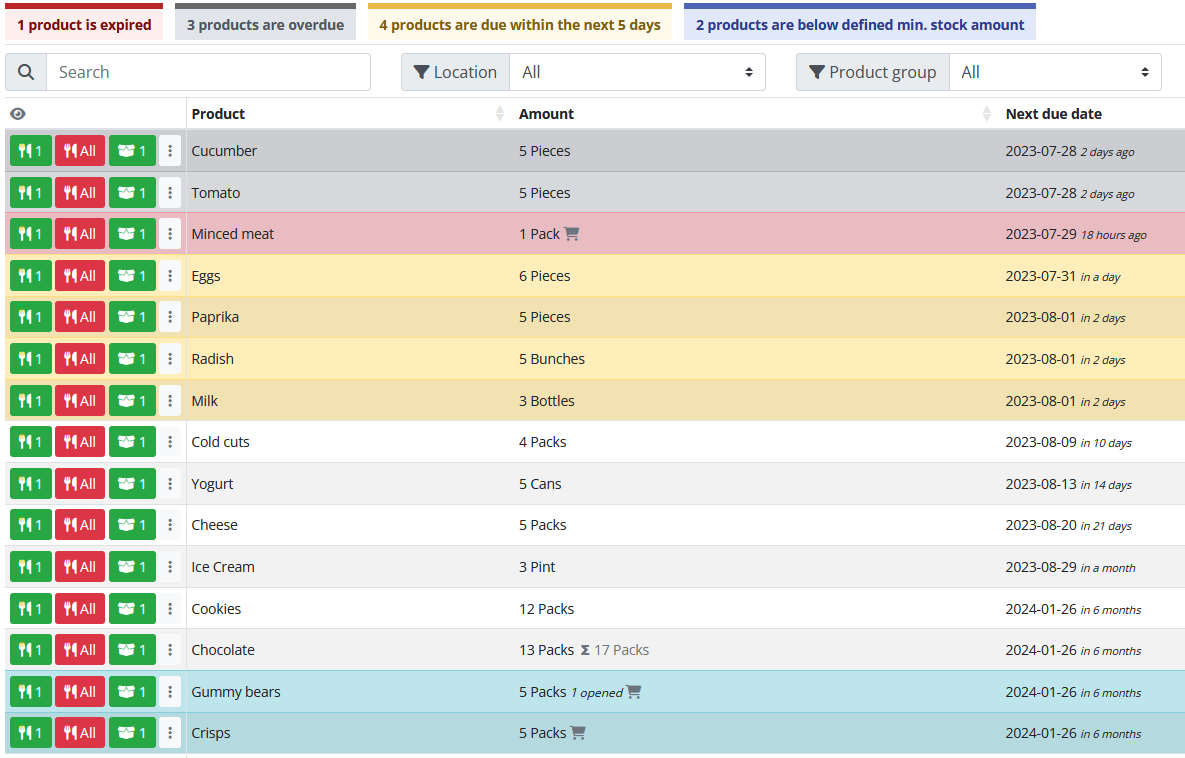 1 product is expired 3 products are overdue 4 products are due within the next 5 days 2 products are below defined min. stock amount
Search Location All Product group All
Product Amount Next due date
1 All 1 Cucumber 5 Pieces 2023-07-28 2 days ago
1 All 1 Tomato 5 Pieces 2023-07-28 2 days ago
1 All 1 Minced meat 1 Pack 2023-07-29 18 hours ago
1 All 1 Eggs 6 Pieces 2023-07-31 in a day
1 All 1 Paprika 5 Pieces 2023-08-01 in 2 days
1 All 1 Radish 5 Bunches 2023-08-01 in 2 days
1 All 1 Milk 3 Bottles 2023-08-01 in 2 days
1 All 1 Cold cuts 4 Packs 2023-08-09 in 10 days
1 All 1 Yogurt 5 Cans 2023-08-13 in 14 days
1 All 1 Cheese 5 Packs 2023-08-20 in 21 days
1 All 1 Ice Cream 3 Pint 2023-08-29 in a month
1 All 1 Cookies 12 Packs 2024-01-26 in 6 months
1 All 1 Chocolate 13 Packs Σ 17 Packs 2024-01-26 in 6 months
1 All 1 Gummy bears 5 Packs 1 opened 2024-01-26 in 6 months
1 All 1 Crisps 5 Packs 2024-01-26 in 6 months